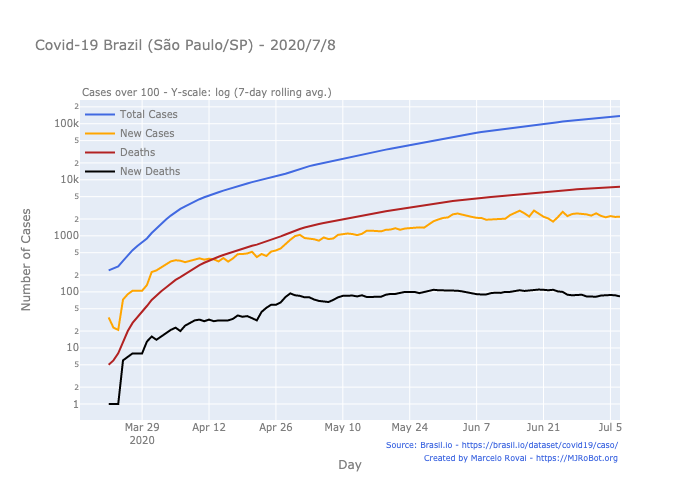 Covid-19 Brazil (São Paulo/SP) - 2020/7/8
Cases over 100 - Y-scale: log (7-day rolling avg.)
Total Cases
New Cases
Deaths
New Deaths
2
100k
5
2
10k
5
2
1000
5
2
100
5
2
10
5
2
1
Number of Cases
Mar 29
2020
Apr 12
Apr 26
May 10
May 24
Jun 7
Jun 21
Jul 5
Day
Source: Brasil.io - https://brasil.io/dataset/covid19/caso/
Created by Marcelo Rovai - https://MJRoBot.org